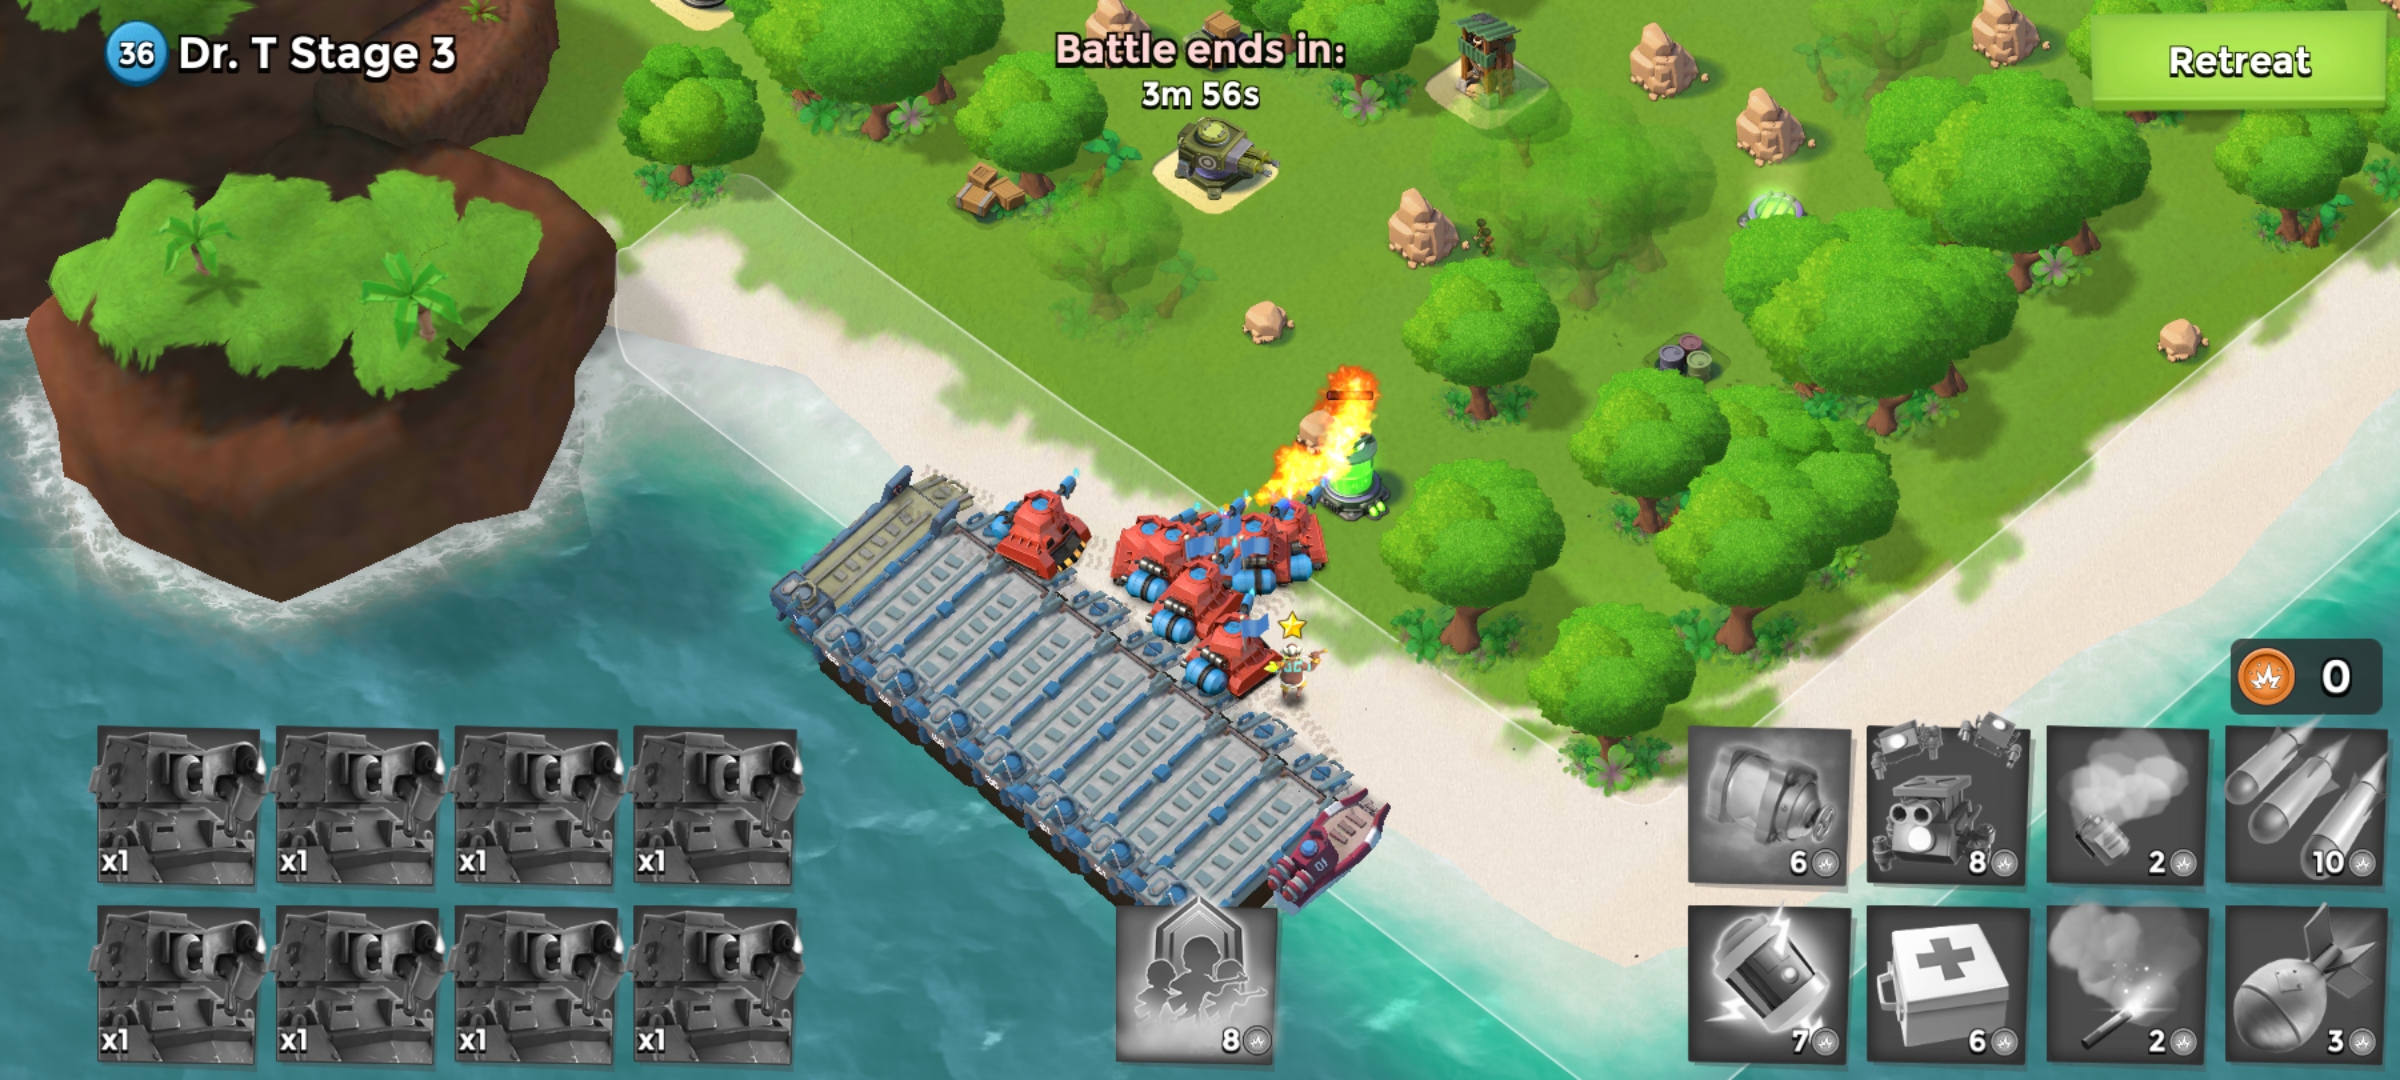 36 Dr. T Stage 3
Battle ends in:
3m 56s
Retreat
0
x1 x1 x1 x1
6 8 2 10
x1 x1 x1 x1
8
7 6 2 3